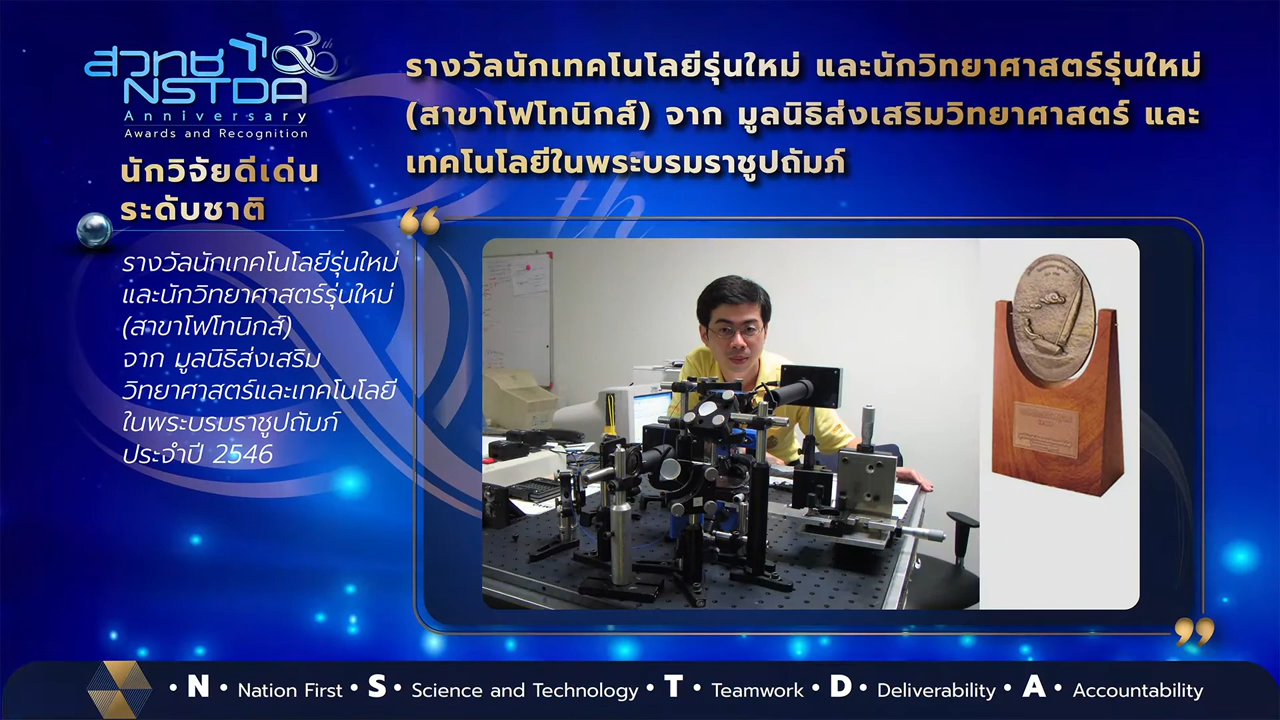 สวทช
30th
NSTDA
Anniversary
Awards and Recognition
นักวิจัยดีเด่น
ระดับชาติ
รางวัลนักเทคโนโลยีรุ่นใหม่
และนักวิทยาศาสตร์รุ่นใหม่
(สาขาโฟโทนิกส์)
จาก มูลนิธิส่งเสริม
วิทยาศาสตร์และเทคโนโลยี
ในพระบรมราชูปถัมภ์
ประจำปี 2546
รางวัลนักเทคโนโลยีรุ่นใหม่ และนักวิทยาศาสตร์รุ่นใหม่
(สาขาโฟโทนิกส์) จาก มูลนิธิส่งเสริมวิทยาศาสตร์ และ
เทคโนโลยีในพระบรมราชูปถัมภ์
th
• N • Nation First • S • Science and Technology • T • Teamwork • D • Deliverability • A • Accountability